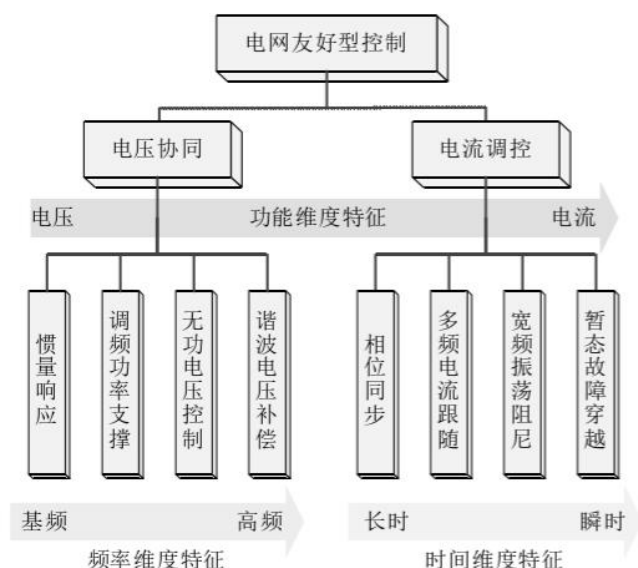 电网友好型控制
电压协同
电流调控
电压
功能维度特征
电流
惯量响应
调频功率支撑
无功电压控制
谐波电压补偿
相位同步
多频电流跟随
宽频振荡阻尼
暂态故障穿越
基频
高频
长时
瞬时
频率维度特征
时间维度特征